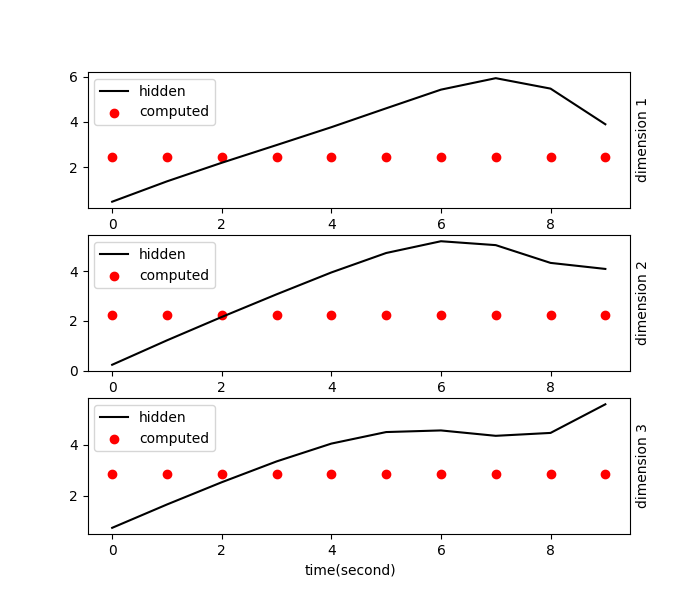 6
4
2
hidden
computed
dimension 1
0 2 4 6 8
4
2
0
hidden
computed
dimension 2
0 2 4 6 8
4
2
hidden
computed
dimension 3
0 2 4 6 8
time(second)